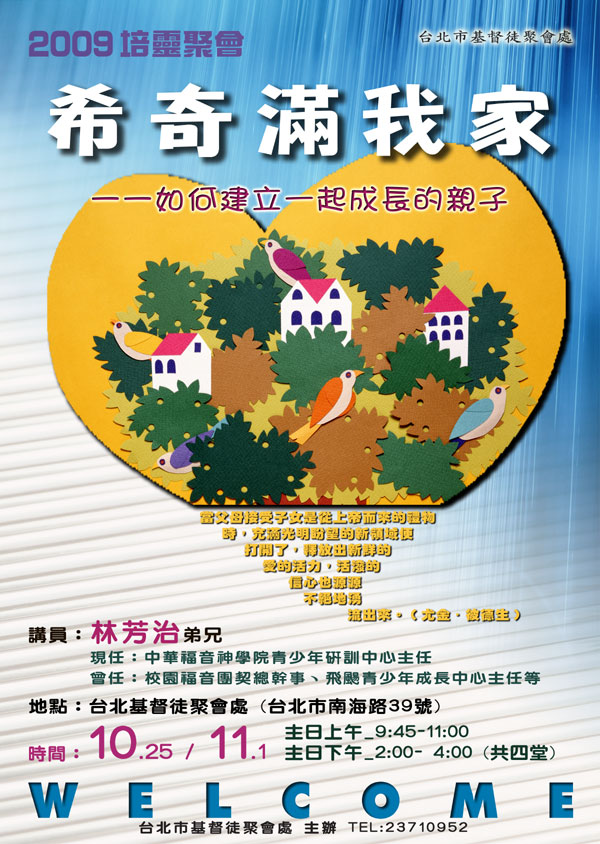 2009培靈聚會
台北市基督徒聚會處
希奇滿我家
——如何建立一起成長的親子
當父母接受子女是從上帝而來的禮物
時，充滿光明盼望的新領域便
打開了，釋放出新鮮的
愛的活力，活潑的
信心也源源
不絕地湧
流出來。（尤金．彼德生）
講員：林芳治弟兄
現任：中華福音神學院青少年研訓中心主任
曾任：校園福音團契總幹事、飛颺青少年成長中心主任等
地點：台北基督徒聚會處（台北市南海路39號）
時間：10.25 / 11.1
主日上午_9:45-11:00
主日下午_2:00- 4:00（共四堂）
WELCOME
台北市基督徒聚會處 主辦 TEL:23710952